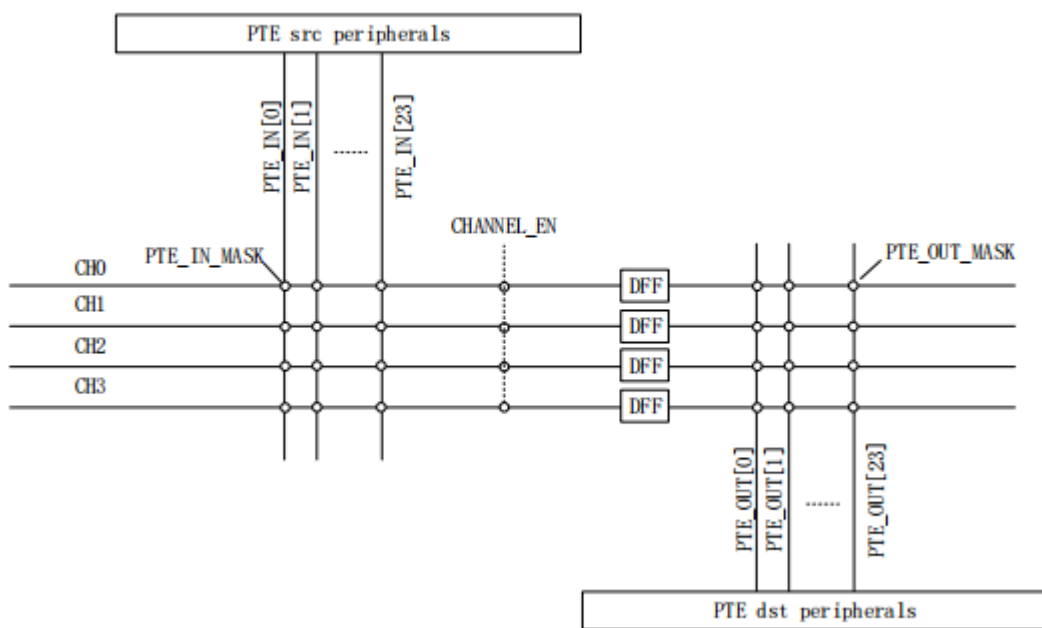 PTE src peripherals
PTE_IN[0]
PTE_IN[1]
......
PTE_IN[23]
CHANNEL_EN
PTE_IN_MASK
PTE_OUT_MASK
CH0
DFF
CH1
DFF
CH2
DFF
CH3
DFF
PTE_OUT[0]
PTE_OUT[1]
......
PTE_OUT[23]
PTE dst peripherals